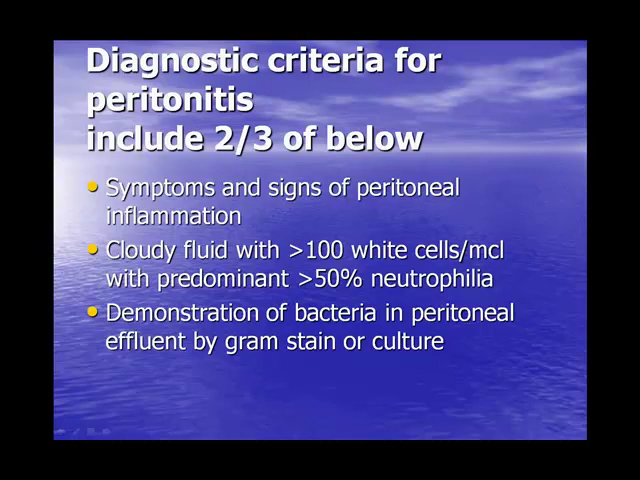 Diagnostic criteria for
peritonitis
include 2/3 of below
Symptoms and signs of peritoneal
inflammation
Cloudy fluid with >100 white cells/mcl
with predominant >50% neutrophilia
Demonstration of bacteria in peritoneal
effluent by gram stain or culture